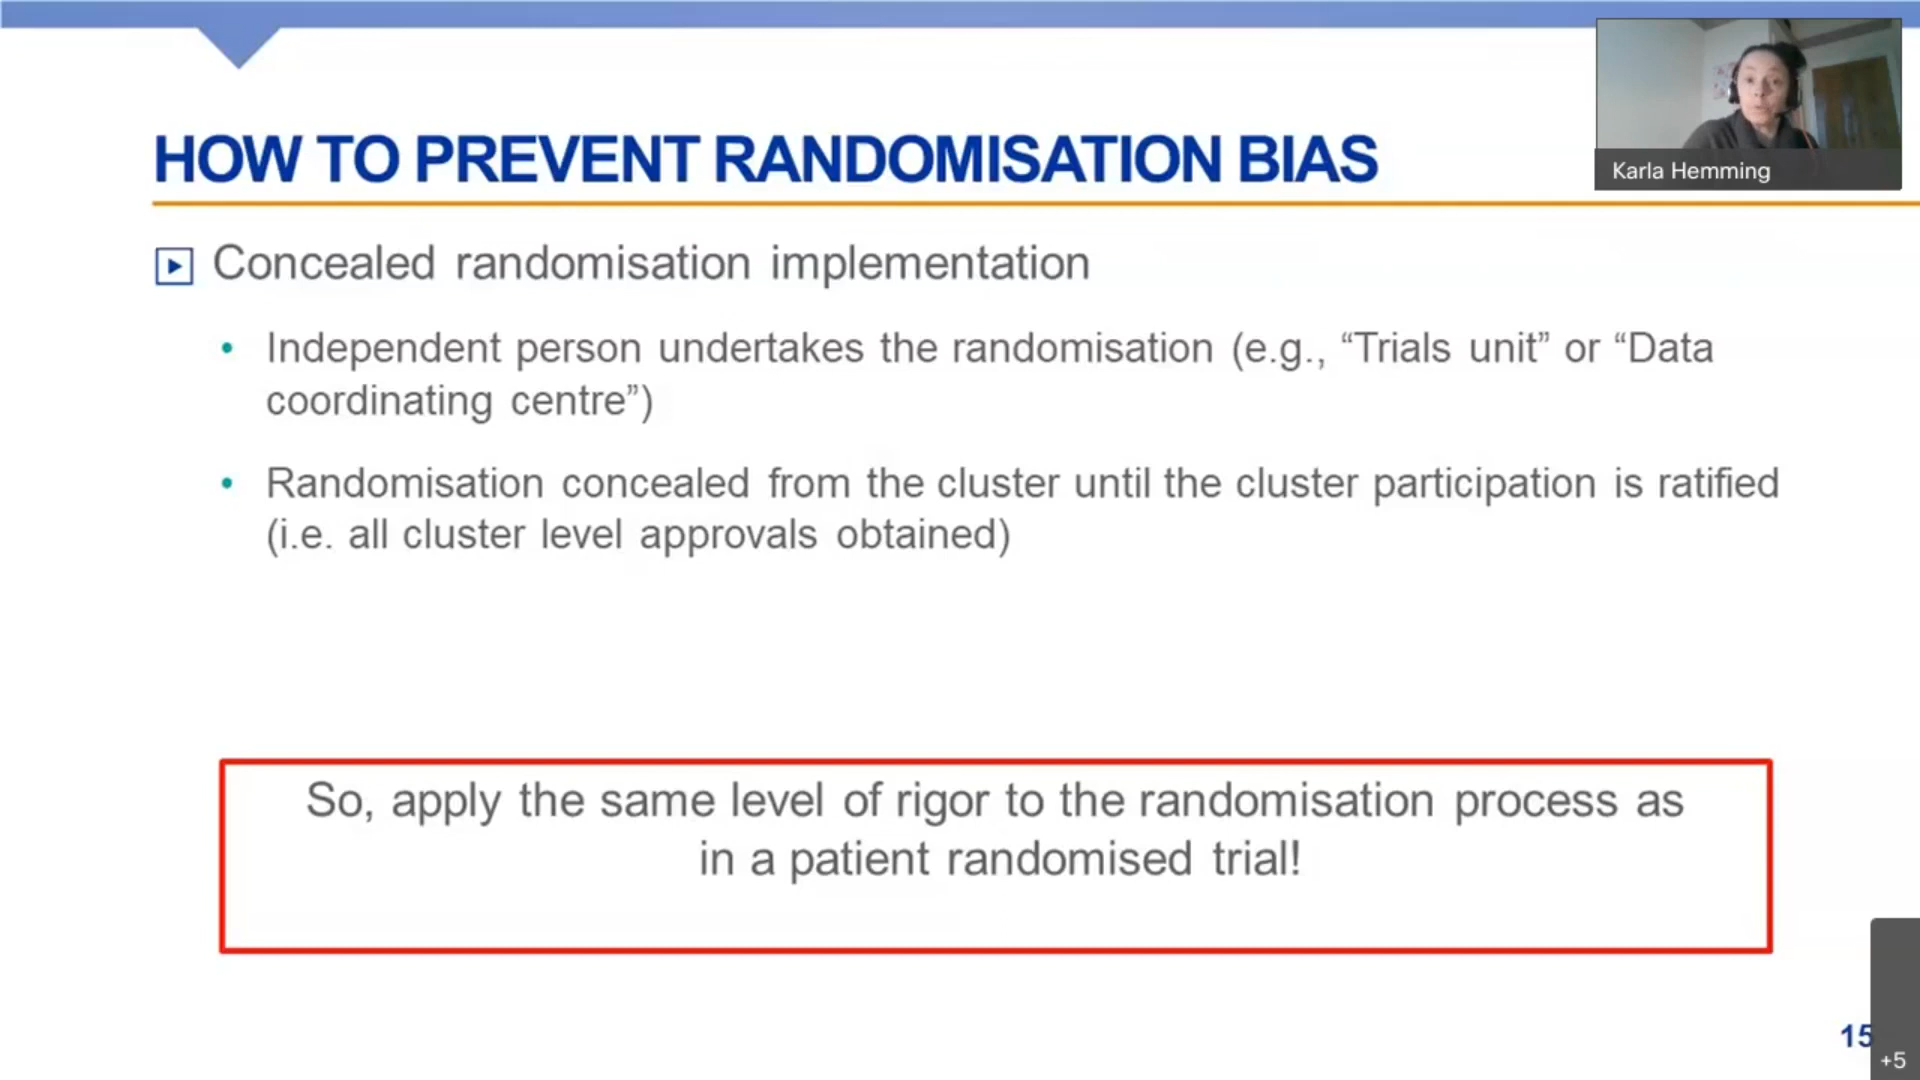 Karla Hemming
HOW TO PREVENT RANDOMISATION BIAS
Concealed randomisation implementation
• Independent person undertakes the randomisation (e.g., “Trials unit” or “Data
coordinating centre”)
• Randomisation concealed from the cluster until the cluster participation is ratified
(i.e. all cluster level approvals obtained)
So, apply the same level of rigor to the randomisation process as
in a patient randomised trial!
15
+5